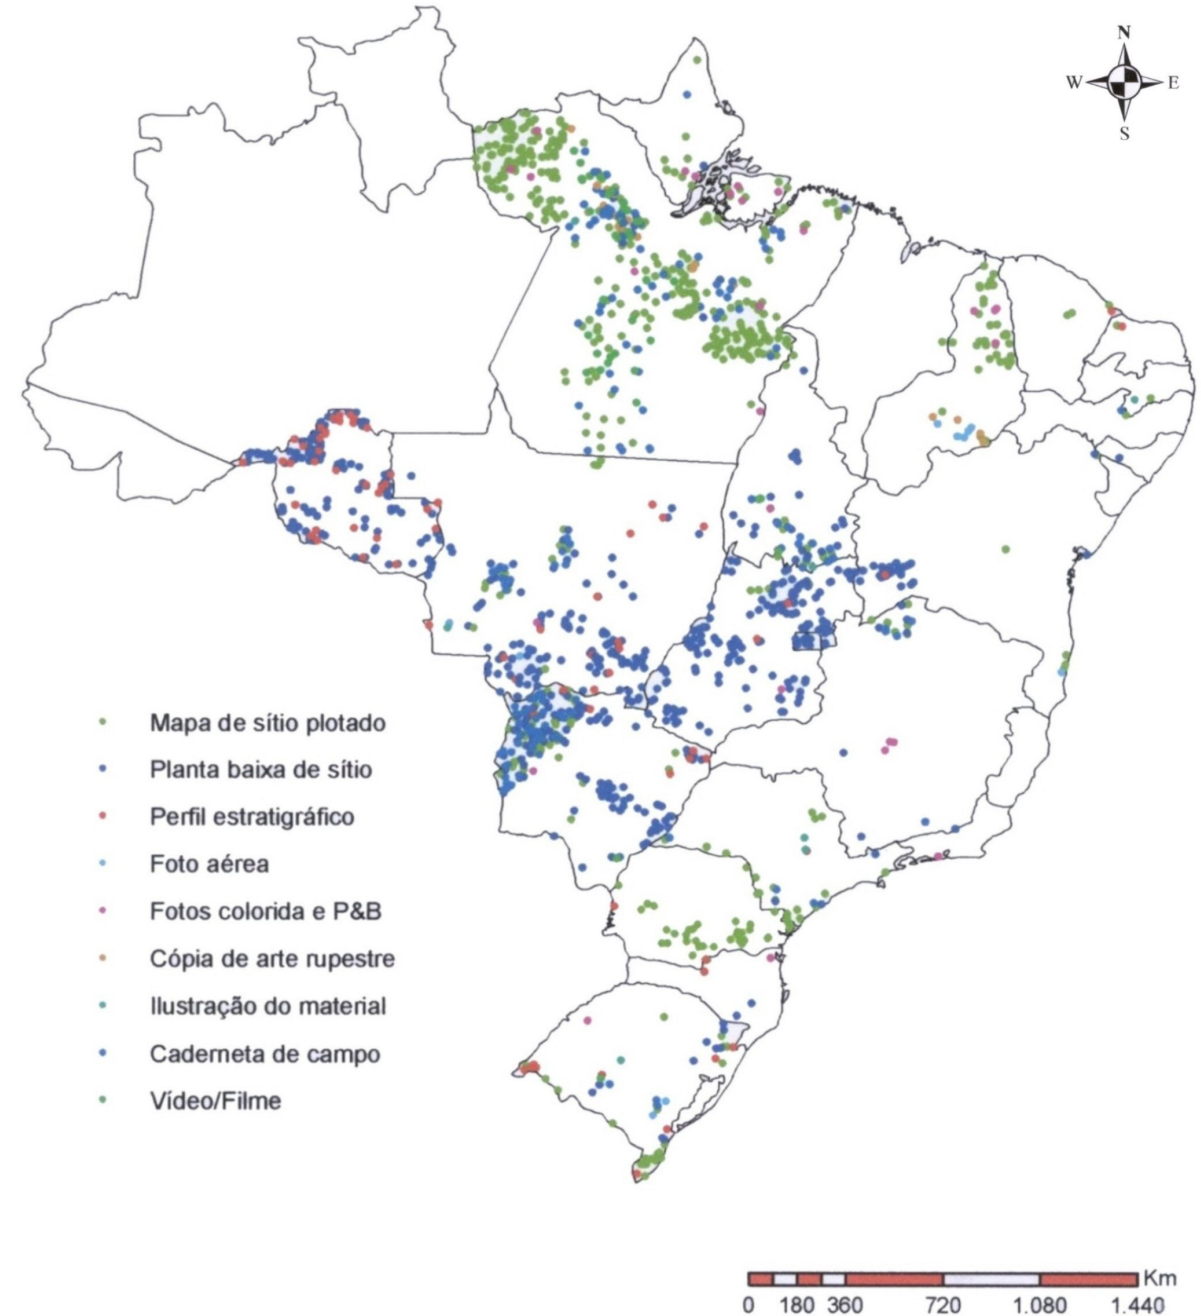 N
W E
S
Mapa de sítio plotado
Planta baixa de sítio
Perfil estratigráfico
Foto aérea
Fotos colorida e P&B
Cópia de arte rupestre
Ilustração do material
Caderneta de campo
Vídeo/Filme
Km
0 180 360 720 1.080 1.440